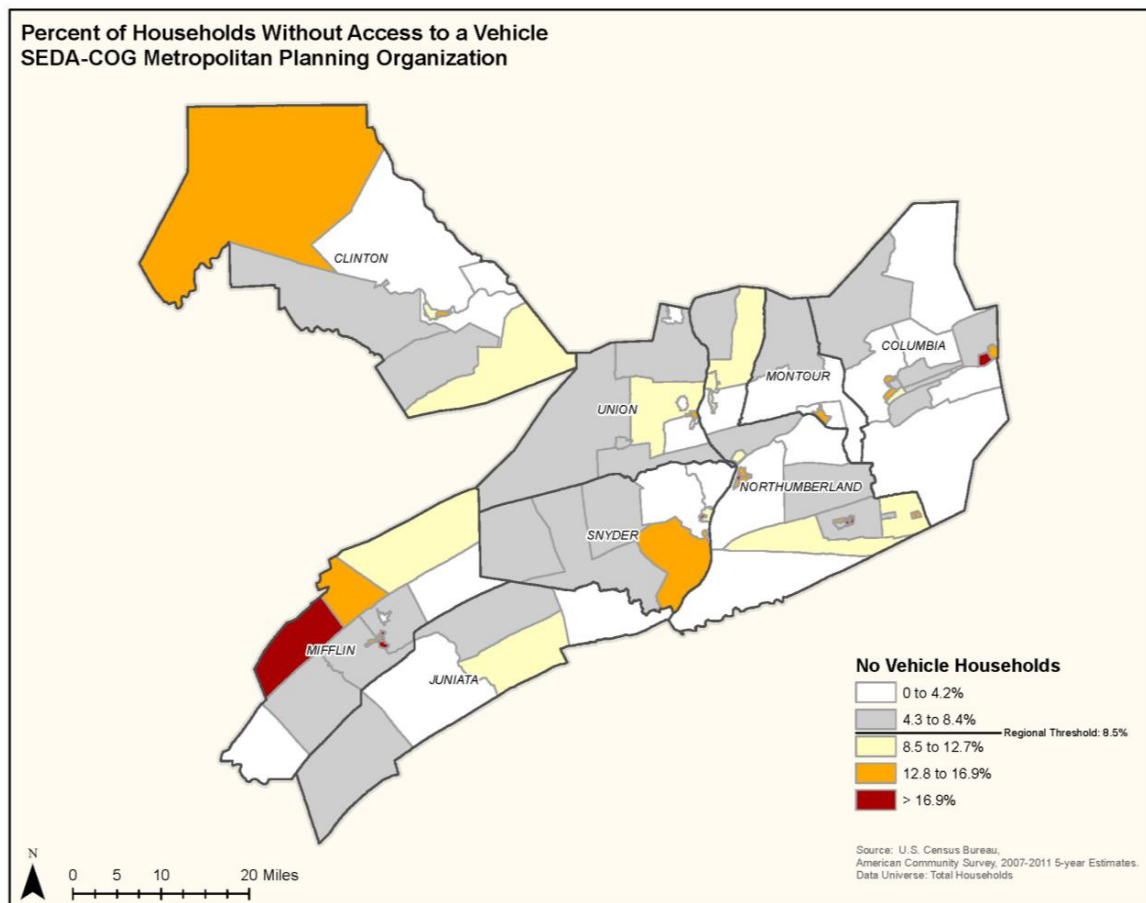 Percent of Households Without Access to a Vehicle
SEDA-COG Metropolitan Planning Organization
CLINTON
COLUMBIA
MONTOUR
UNION
NORTHUMBERLAND
SNYDER
MIFFLIN
JUNIATA
No Vehicle Households
0 to 4.2%
4.3 to 8.4%
Regional Threshold: 8.5%
8.5 to 12.7%
12.8 to 16.9%
> 16.9%
Source: U.S. Census Bureau,
American Community Survey, 2007-2011 5-year Estimates.
Data Universe: Total Households
N
0 5 10 20 Miles